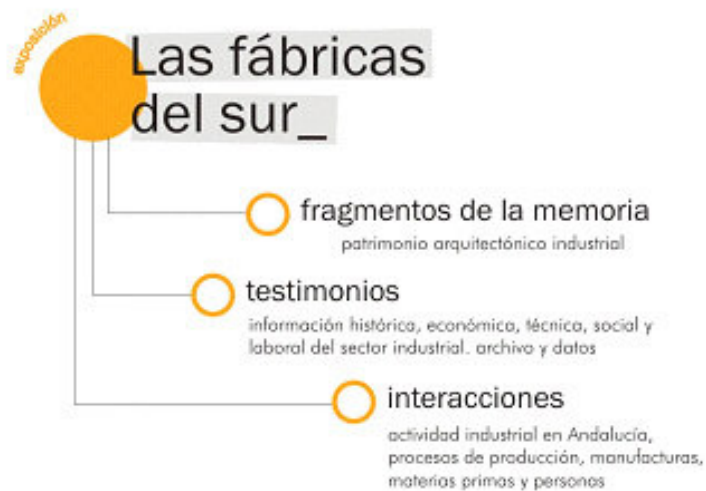 exposición
Las fábricas
del sur_
fragmentos de la memoria
patrimonio arquitectónico industrial
testimonios
información histórica, económica, técnica, social y
laboral del sector industrial. archivo y datos
interacciones
actividad industrial en Andalucía,
procesos de producción, manufacturas,
materias primas y personas